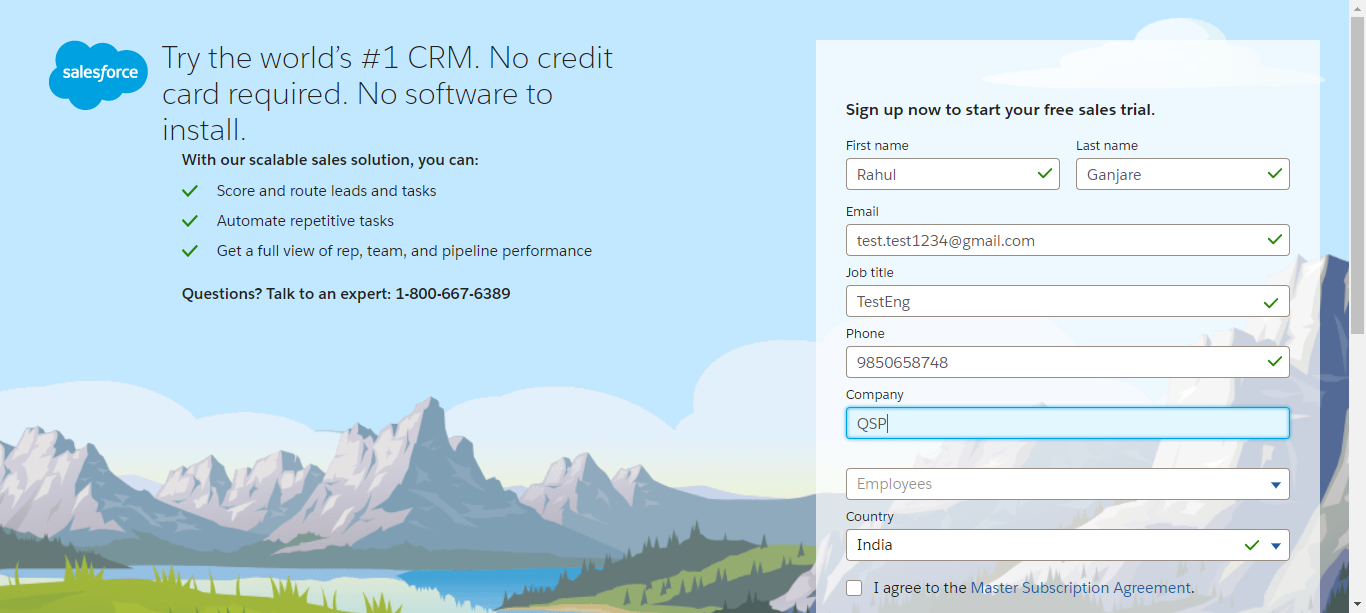 salesforce
Try the world's #1 CRM. No credit
card required. No software to
install.
With our scalable sales solution, you can:
Score and route leads and tasks
Automate repetitive tasks
Get a full view of rep, team, and pipeline performance
Questions? Talk to an expert: 1-800-667-6389
Sign up now to start your free sales trial.
First name
Last name
Rahul
Ganjare
Email
test.test1234@gmail.com
Job title
TestEng
Phone
9850658748
Company
QSP
Employees
Country
India
I agree to the Master Subscription Agreement.